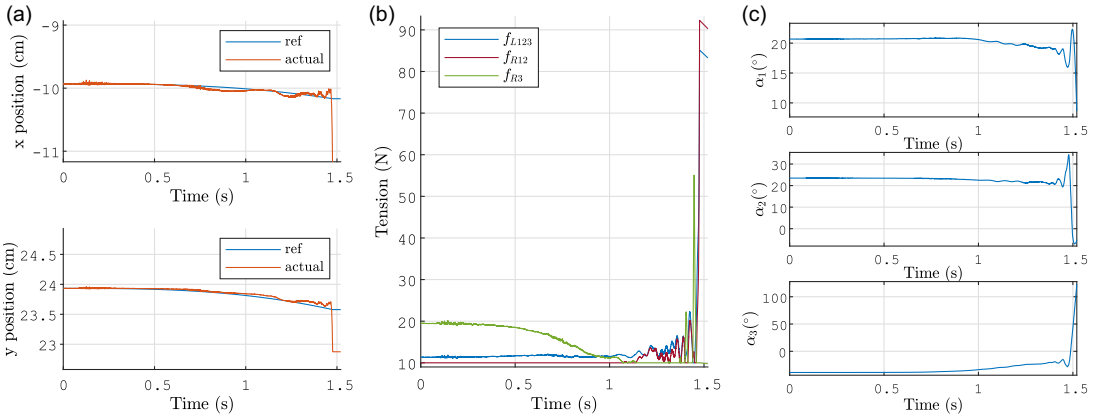 (a)
-9
-10
-11
x position (cm)
ref
actual
0
0.5
1
1.5
Time (s)
24.5
24
23.5
23
y position (cm)
ref
actual
0
0.5
1
1.5
Time (s)
(b)
90
80
70
60
50
40
30
20
10
Tension (N)
f_{L123}
f_{R12}
f_{R3}
0
0.5
1
1.5
Time (s)
(c)
20
15
10
α₁(°)
0
0.5
1
1.5
Time (s)
30
20
10
0
α₂(°)
0
0.5
1
1.5
Time (s)
100
0
α₃(°)
0
0.5
1
1.5
Time (s)